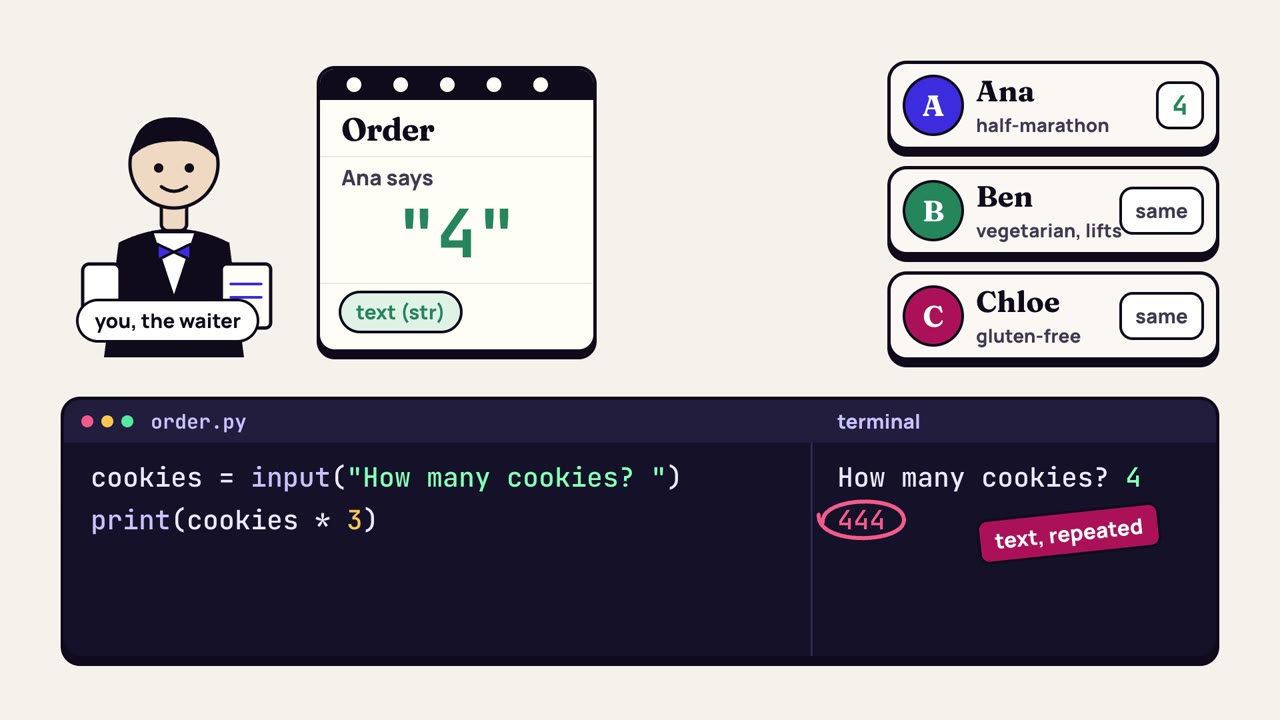 you, the waiter
Order
Ana says
"4"
text (str)
A
Ana
half-marathon
4
B
Ben
vegetarian, lifts
same
C
Chloe
gluten-free
same
order.py
cookies = input("How many cookies? ")
print(cookies * 3)
terminal
How many cookies? 4
444
text, repeated